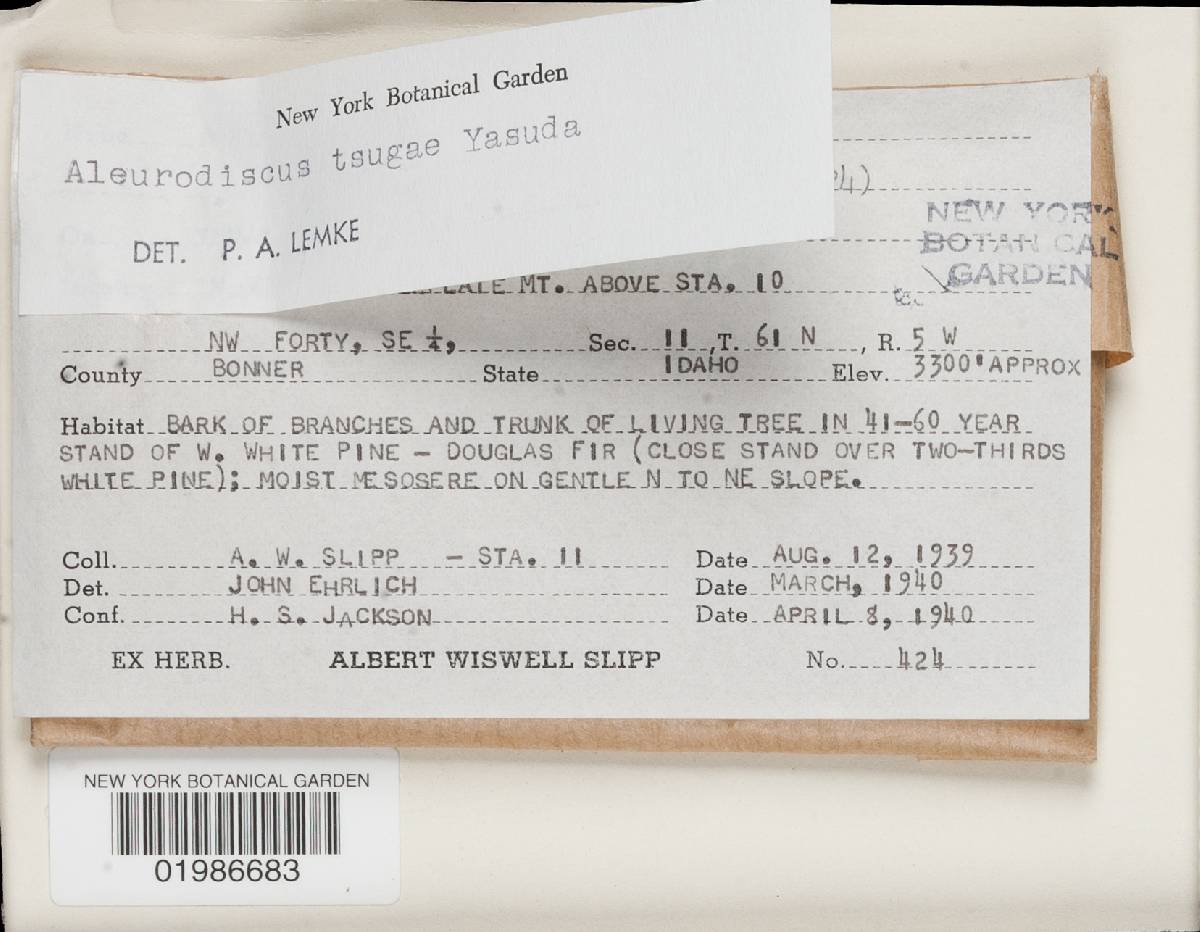 New York Botanical Garden
Aleurodiscus tsugae Yasuda
DET. P. A. LEMKE
4)
NEW YORK
BOTANICAL
GARDEN
MT. ABOVE STA. 10
NW FORTY, SE ¼, Sec. 11, T. 61 N, R. 5 W
County BONNER State IDAHO Elev. 3300' APPROX
Habitat BARK OF BRANCHES AND TRUNK OF LIVING TREE IN 41-60 YEAR
STAND OF W. WHITE PINE - DOUGLAS FIR (CLOSE STAND OVER TWO-THIRDS
WHITE PINE); MOIST MESOSERE ON GENTLE N TO NE SLOPE.
Coll. A. W. SLIPP - STA. 11 Date AUG. 12, 1939
Det. JOHN EHRLICH Date MARCH, 1940
Conf. H. S. JACKSON Date APRIL 8, 1940
EX HERB. ALBERT WISWELL SLIPP No. 424
NEW YORK BOTANICAL GARDEN
01986683